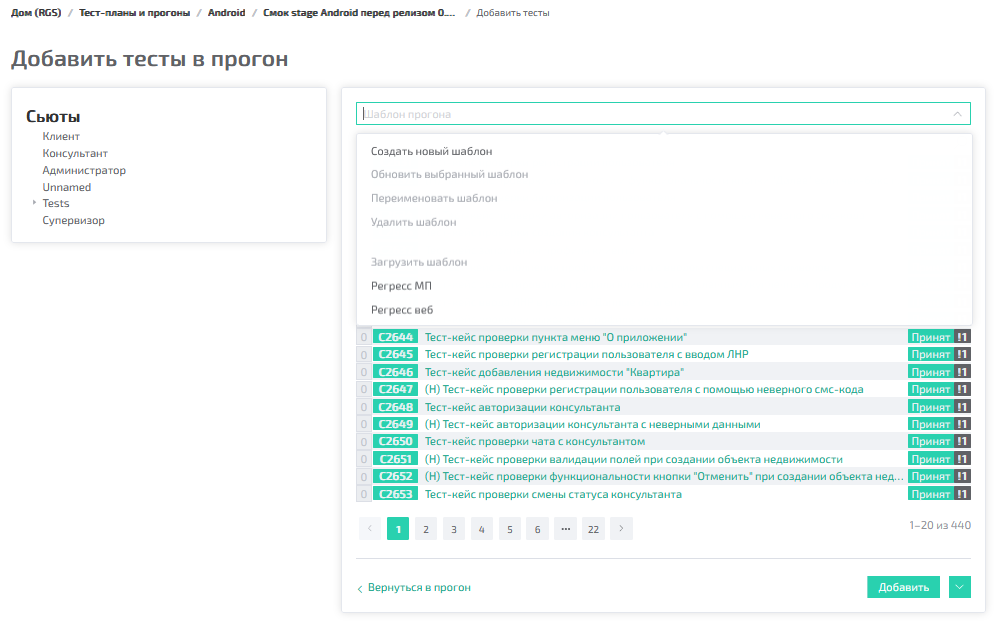 Дом (RGS) / Тест-планы и прогоны / Android / Смок stage Android перед релизом 0.... / Добавить тесты
Добавить тесты в прогон
Сьюты
Клиент
Консультант
Администратор
Unnamed
Tests
Супервизор
Шаблон прогона
Создать новый шаблон
Обновить выбранный шаблон
Переименовать шаблон
Удалить шаблон
Загрузить шаблон
Регресс МП
Регресс веб
0 C2644 Тест-кейс проверки пункта меню "О приложении" Принят !1
0 C2645 Тест-кейс проверки регистрации пользователя с вводом ЛНР Принят !1
0 C2646 Тест-кейс добавления недвижимости "Квартира" Принят !1
0 C2647 (Н) Тест-кейс проверки регистрации пользователя с помощью неверного смс-кода Принят !1
0 C2648 Тест-кейс авторизации консультанта Принят !1
0 C2649 (Н) Тест-кейс авторизации консультанта с неверными данными Принят !1
0 C2650 Тест-кейс проверки чата с консультантом Принят !1
0 C2651 (Н) Тест-кейс проверки валидации полей при создании объекта недвижимости Принят !1
0 C2652 (Н) Тест-кейс проверки функциональности кнопки "Отменить" при создании объекта нед... Принят !1
0 C2653 Тест-кейс проверки смены статуса консультанта Принят !1
1 2 3 4 5 6 ••• 22 1–20 из 440
Вернуться в прогон Добавить